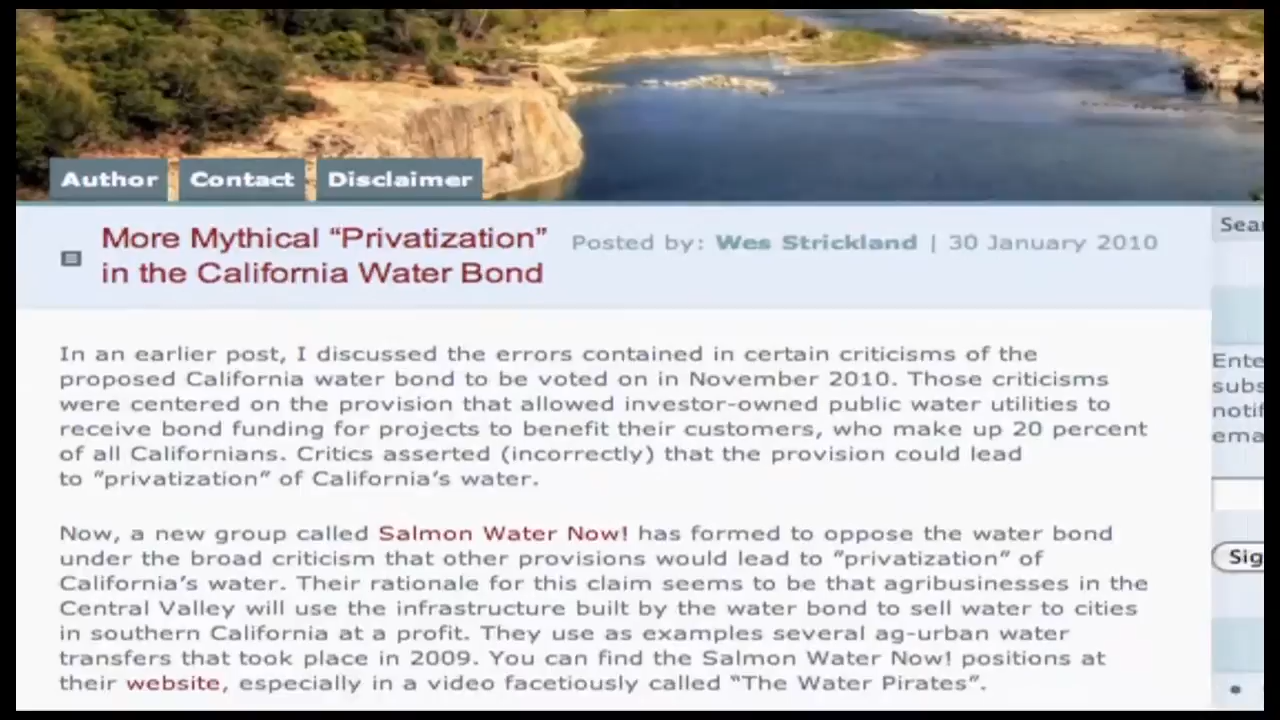 Author Contact Disclaimer
More Mythical “Privatization”
in the California Water Bond
Posted by: Wes Strickland | 30 January 2010
In an earlier post, I discussed the errors contained in certain criticisms of the
proposed California water bond to be voted on in November 2010. Those criticisms
were centered on the provision that allowed investor-owned public water utilities to
receive bond funding for projects to benefit their customers, who make up 20 percent
of all Californians. Critics asserted (incorrectly) that the provision could lead
to “privatization” of California’s water.
Now, a new group called Salmon Water Now! has formed to oppose the water bond
under the broad criticism that other provisions would lead to “privatization” of
California’s water. Their rationale for this claim seems to be that agribusinesses in the
Central Valley will use the infrastructure built by the water bond to sell water to cities
in southern California at a profit. They use as examples several ag-urban water
transfers that took place in 2009. You can find the Salmon Water Now! positions at
their website, especially in a video facetiously called “The Water Pirates”.